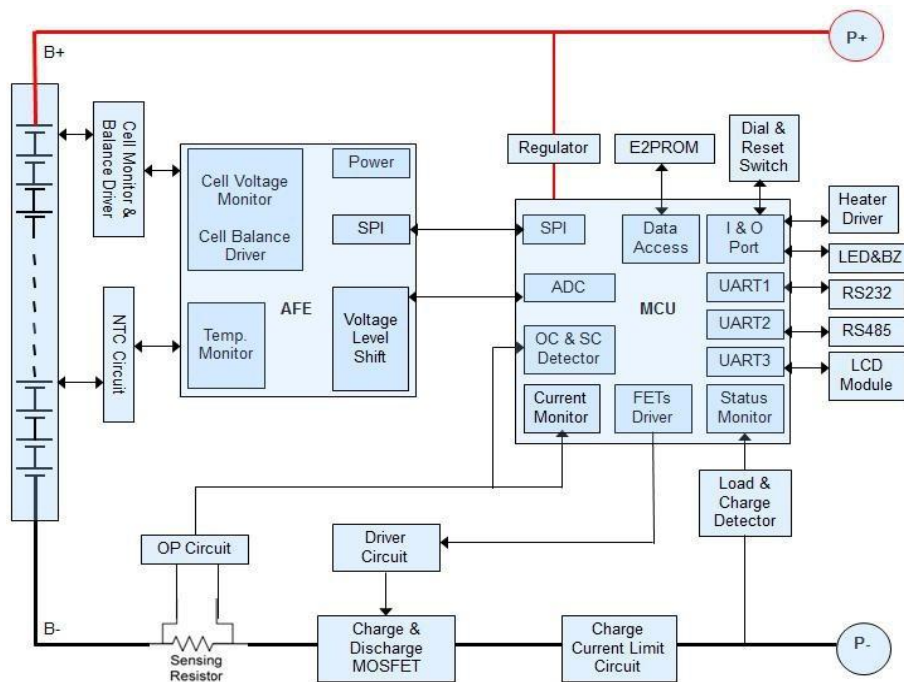 B+
P+
Cell Monitor &
Balance Driver
Regulator
E2PROM
Dial &
Reset
Switch
Cell Voltage
Monitor
Cell Balance
Driver
Power
SPI
AFE
Temp.
Monitor
Voltage
Level
Shift
NTC Circuit
SPI
Data
Access
I & O
Port
ADC
MCU
UART1
UART2
UART3
OC & SC
Detector
Current
Monitor
FETs
Driver
Status
Monitor
Heater
Driver
LED&BZ
RS232
RS485
LCD
Module
Load &
Charge
Detector
OP Circuit
Driver
Circuit
B-
Sensing
Resistor
Charge &
Discharge
MOSFET
Charge
Current Limit
Circuit
P-